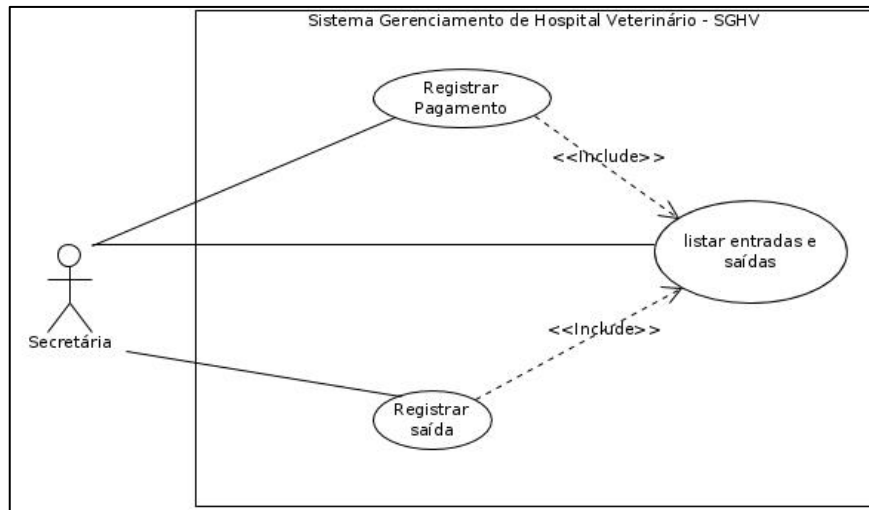 Sistema Gerenciamento de Hospital Veterinário - SGHV
Registrar
Pagamento
<<Include>>
listar entradas e
saídas
Secretária
<<Include>>
Registrar
saída